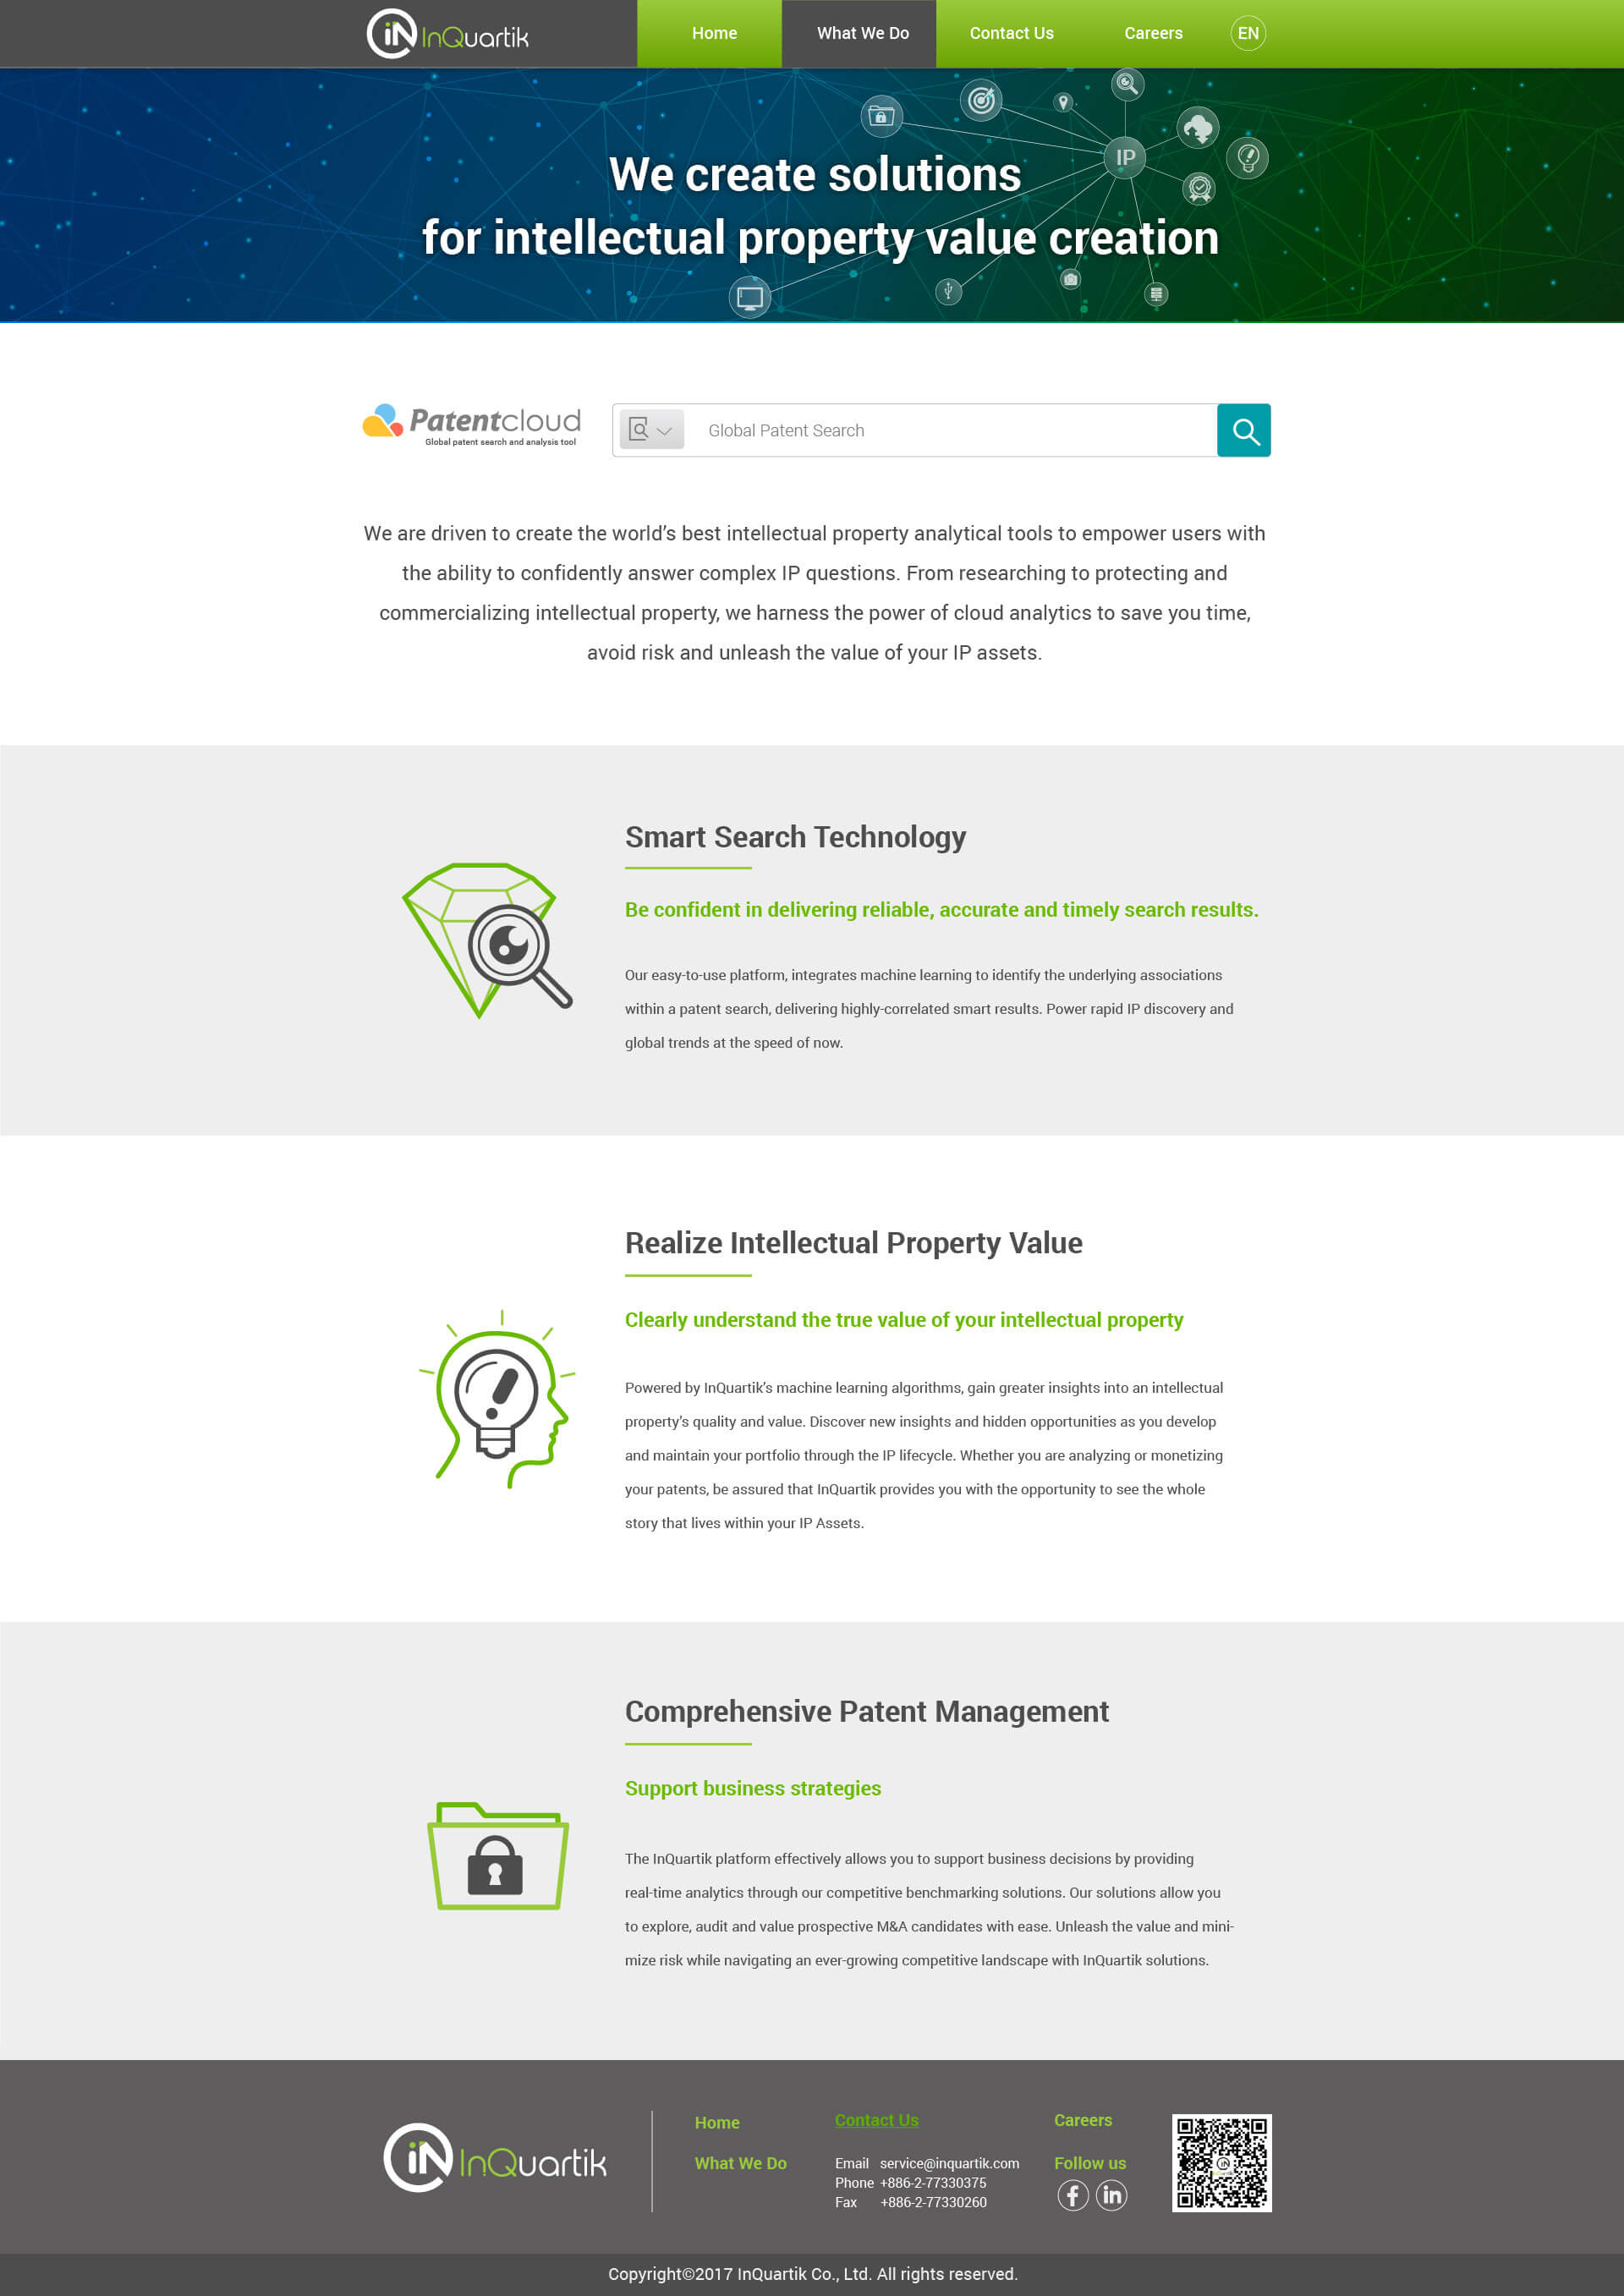 iN InQuartik
Home
What We Do
Contact Us
Careers
EN
IP
We create solutions
for intellectual property value creation
Patentcloud
Global patent search and analysis tool
Global Patent Search
We are driven to create the world’s best intellectual property analytical tools to empower users with
the ability to confidently answer complex IP questions. From researching to protecting and
commercializing intellectual property, we harness the power of cloud analytics to save you time,
avoid risk and unleash the value of your IP assets.
Smart Search Technology
Be confident in delivering reliable, accurate and timely search results.
Our easy-to-use platform, integrates machine learning to identify the underlying associations
within a patent search, delivering highly-correlated smart results. Power rapid IP discovery and
global trends at the speed of now.
Realize Intellectual Property Value
Clearly understand the true value of your intellectual property
Powered by InQuartik’s machine learning algorithms, gain greater insights into an intellectual
property’s quality and value. Discover new insights and hidden opportunities as you develop
and maintain your portfolio through the IP lifecycle. Whether you are analyzing or monetizing
your patents, be assured that InQuartik provides you with the opportunity to see the whole
story that lives within your IP Assets.
Comprehensive Patent Management
Support business strategies
The InQuartik platform effectively allows you to support business decisions by providing
real-time analytics through our competitive benchmarking solutions. Our solutions allow you
to explore, audit and value prospective M&A candidates with ease. Unleash the value and mini-
mize risk while navigating an ever-growing competitive landscape with InQuartik solutions.
iN InQuartik
Home
What We Do
Contact Us
Email service@inquartik.com
Phone +886-2-77330375
Fax +886-2-77330260
Careers
Follow us
f in
iN
Copyright©2017 InQuartik Co., Ltd. All rights reserved.